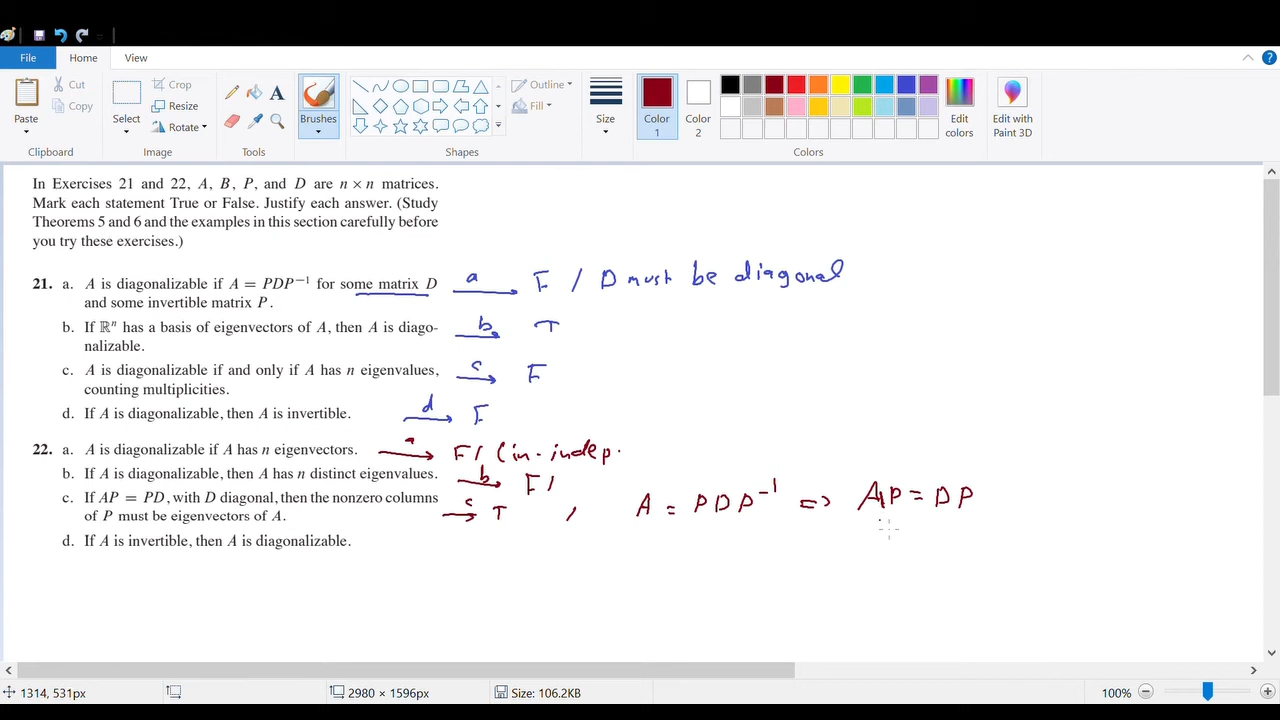 File Home View
Paste Cut Copy Clipboard
Select Crop Resize Rotate Image
A Tools
Brushes
Outline Fill Shapes
Size
Color 1 Color 2 Edit colors Colors
Edit with Paint 3D
In Exercises 21 and 22, A, B, P, and D are n × n matrices.
Mark each statement True or False. Justify each answer. (Study
Theorems 5 and 6 and the examples in this section carefully before
you try these exercises.)
21. a. A is diagonalizable if A = PDP⁻¹ for some matrix D a F / D must be diagonal
and some invertible matrix P.
b. If ℝⁿ has a basis of eigenvectors of A, then A is diago- b T
nalizable.
c. A is diagonalizable if and only if A has n eigenvalues, c F
counting multiplicities.
d. If A is diagonalizable, then A is invertible. d F
22. a. A is diagonalizable if A has n eigenvectors. a F / Lin-indep.
b. If A is diagonalizable, then A has n distinct eigenvalues. b F /
c. If AP = PD, with D diagonal, then the nonzero columns c T , A = PDP⁻¹ ⇒ AP = DP
of P must be eigenvectors of A.
d. If A is invertible, then A is diagonalizable.
1314, 531px 2980 × 1596px Size: 106.2KB 100%